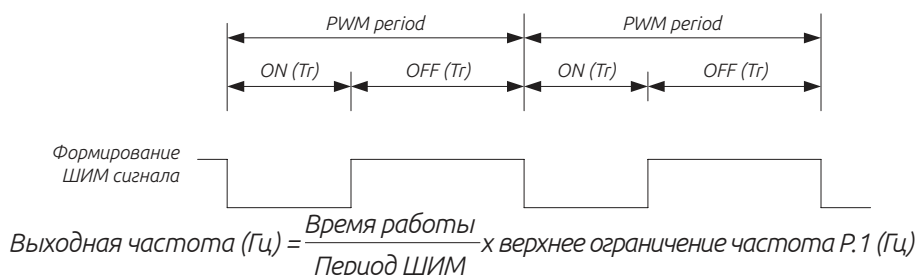 PWM period PWM period
ON (Tr) OFF (Tr) ON (Tr) OFF (Tr)
Формирование
ШИМ сигнала
Выходная частота (Гц) = Время работы / Период ШИМ x верхнее ограничение частота P.1 (Гц)